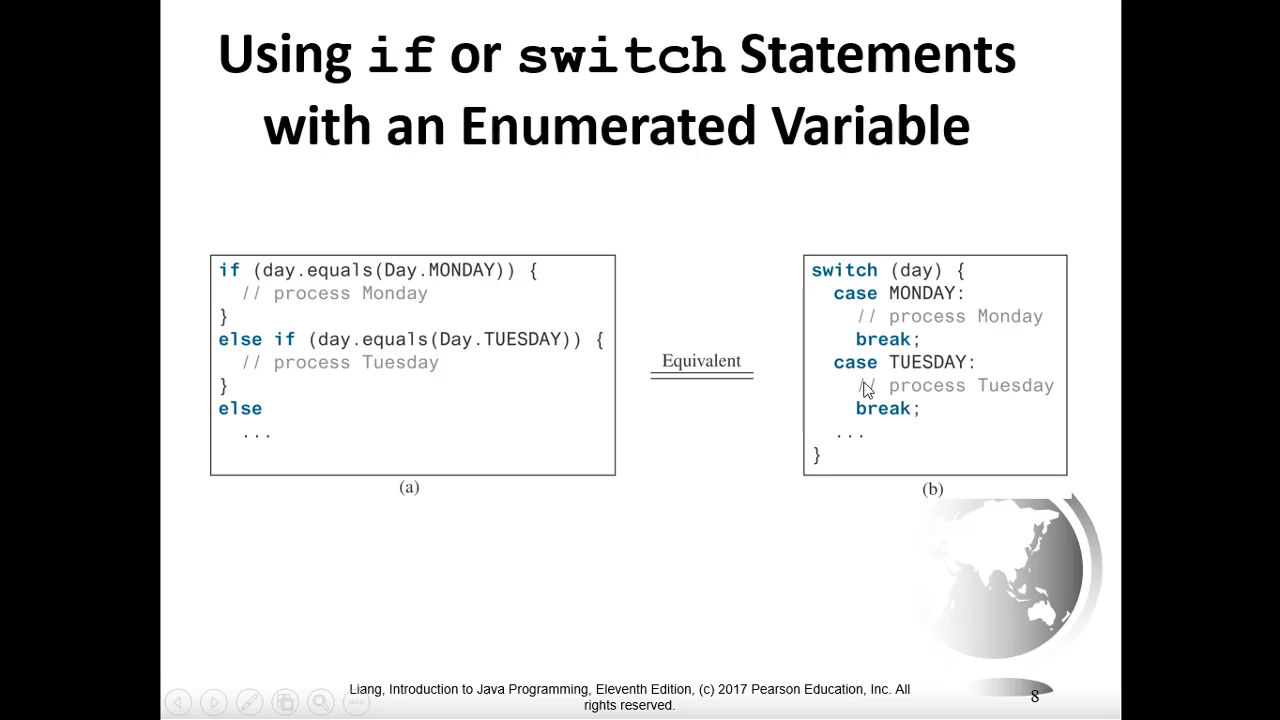 Using if or switch Statements
with an Enumerated Variable
if (day.equals(Day.MONDAY)) {
// process Monday
}
else if (day.equals(Day.TUESDAY)) {
// process Tuesday
}
else
...
(a)
Equivalent
switch (day) {
case MONDAY:
// process Monday
break;
case TUESDAY:
// process Tuesday
break;
...
}
(b)
Liang, Introduction to Java Programming, Eleventh Edition, (c) 2017 Pearson Education, Inc. All
rights reserved.
8